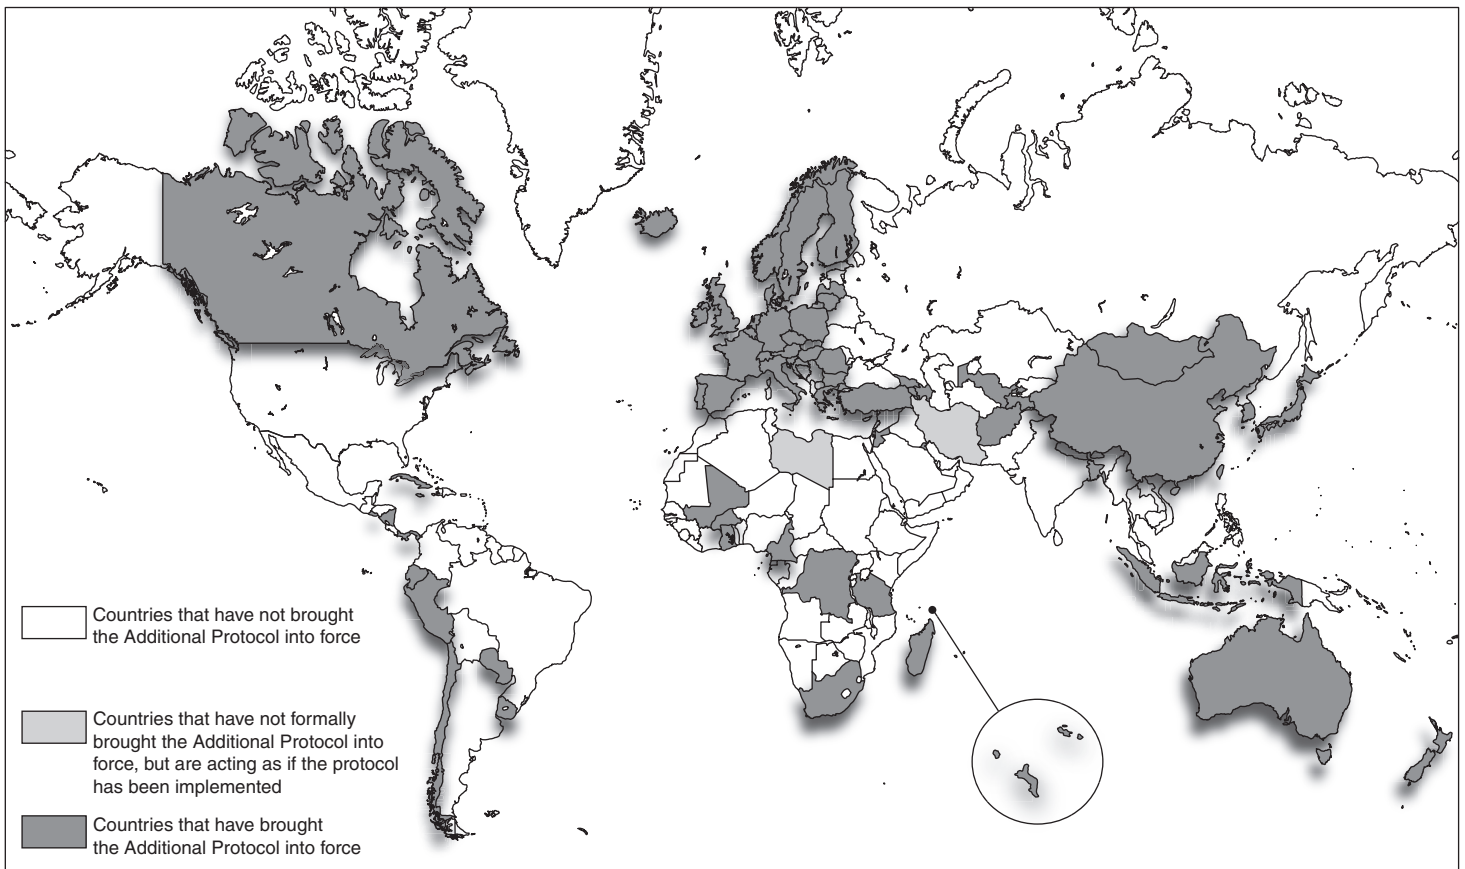 Countries that have not brought
the Additional Protocol into force
Countries that have not formally
brought the Additional Protocol into
force, but are acting as if the protocol
has been implemented
Countries that have brought
the Additional Protocol into force